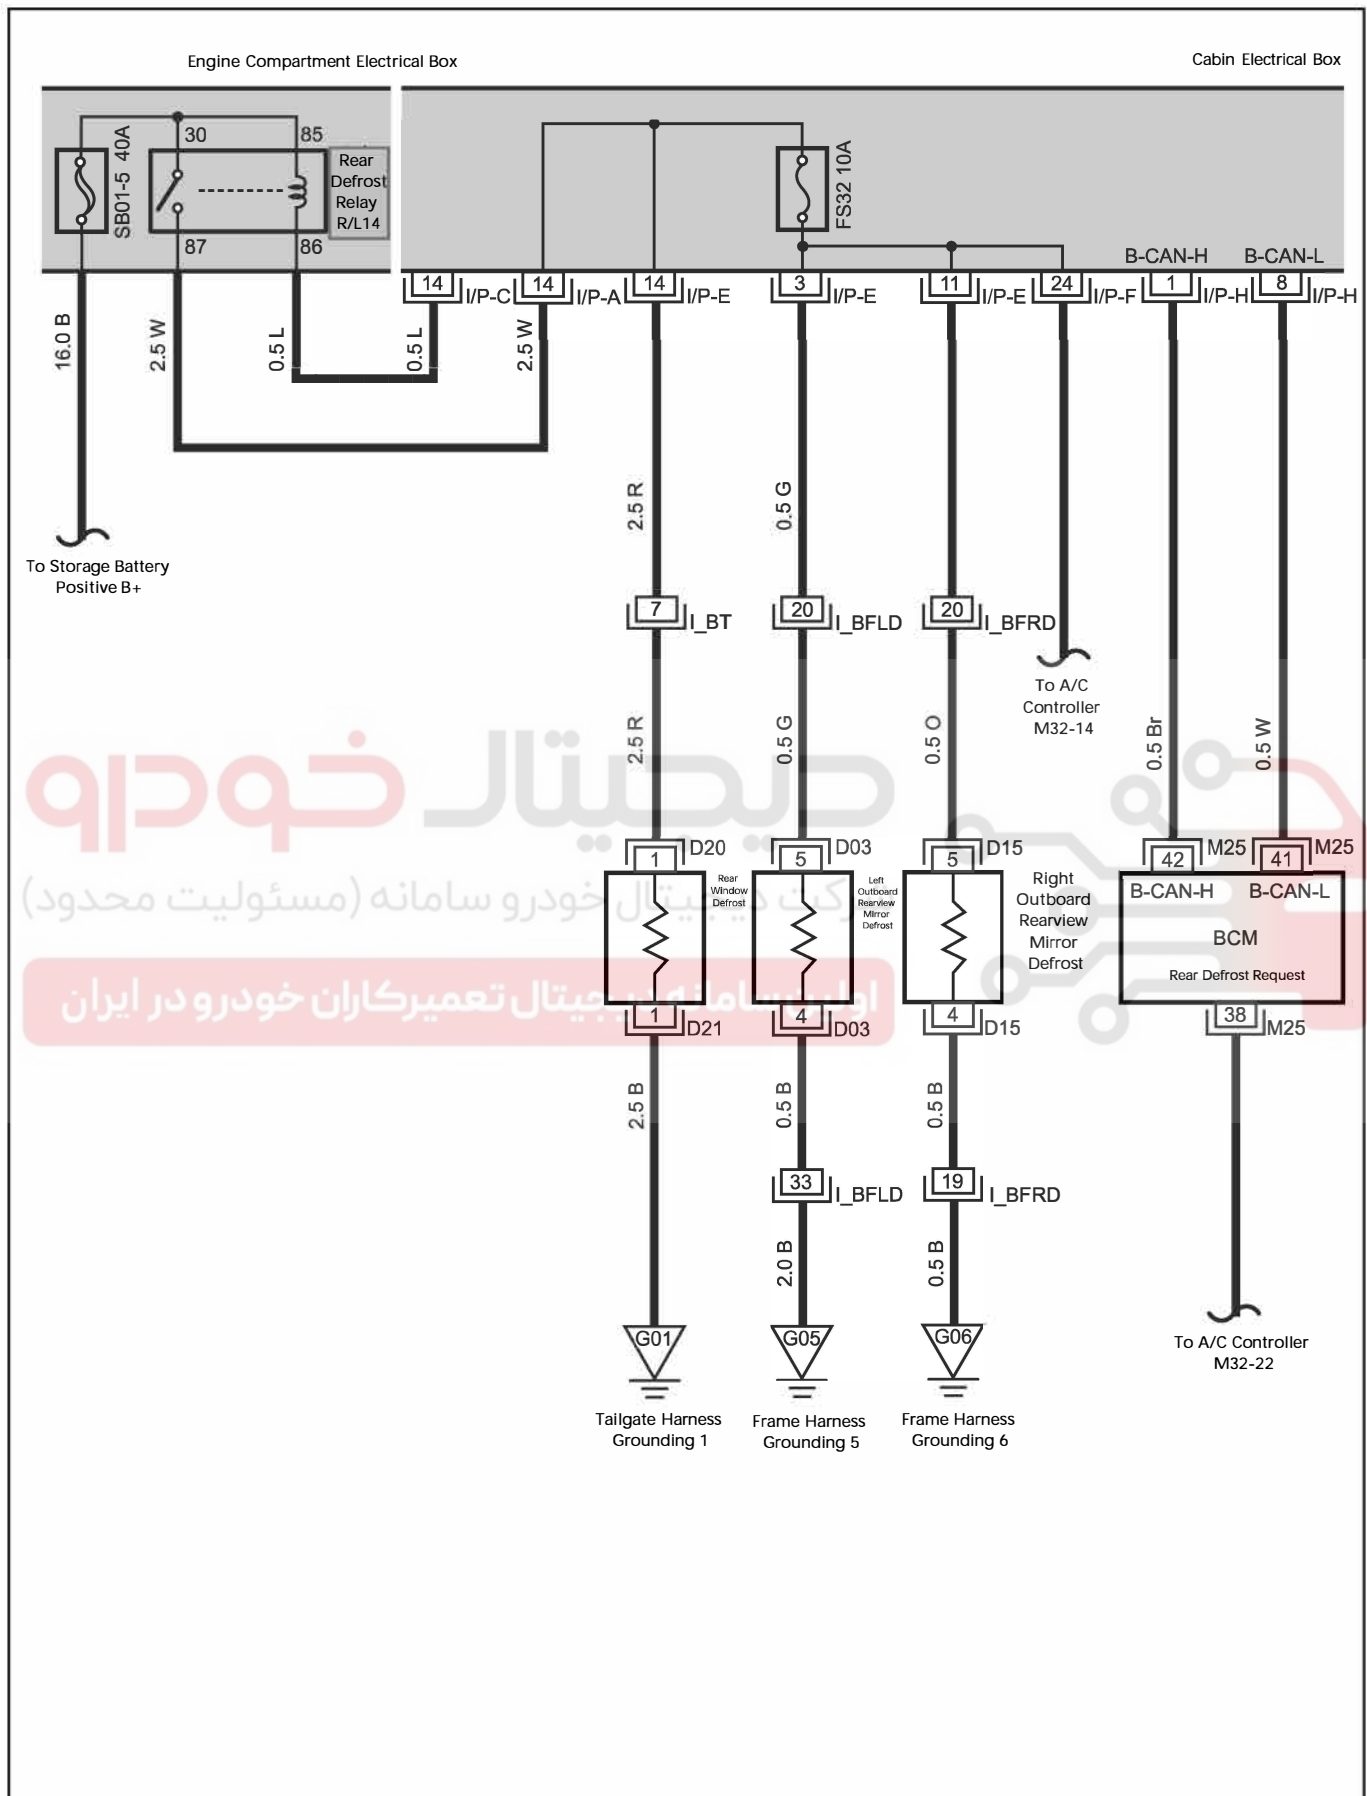 Engine Compartment Electrical Box
Cabin Electrical Box
SB01-5 40A
30
85
87
86
Rear
Defrost
Relay
R/L14
FS32 10A
B-CAN-H
B-CAN-L
14
I/P-C
14
I/P-A
14
I/P-E
3
I/P-E
11
I/P-E
24
I/P-F
1
I/P-H
8
I/P-H
16.0 B
2.5 W
0.5 L
0.5 L
2.5 W
2.5 R
0.5 G
To Storage Battery
Positive B+
7
I_BT
20
I_BFLD
20
I_BFRD
To A/C
Controller
M32-14
2.5 R
0.5 G
0.5 O
0.5 Br
0.5 W
دیجیتال خودرو
1
D20
5
D03
5
D15
42
M25
41
M25
Rear
Window
Defrost
Left
Outboard
Rearview
Mirror
Defrost
Right
Outboard
Rearview
Mirror
Defrost
B-CAN-H
B-CAN-L
BCM
Rear Defrost Request
شرکت دیجیتال خودرو سامانه (مسئولیت محدود)
اولین سامانه دیجیتال تعمیرکاران خودرو در ایران
1
D21
4
D03
4
D15
38
M25
2.5 B
0.5 B
0.5 B
33
I_BFLD
19
I_BFRD
2.0 B
0.5 B
G01
G05
G06
Tailgate Harness
Grounding 1
Frame Harness
Grounding 5
Frame Harness
Grounding 6
To A/C Controller
M32-22